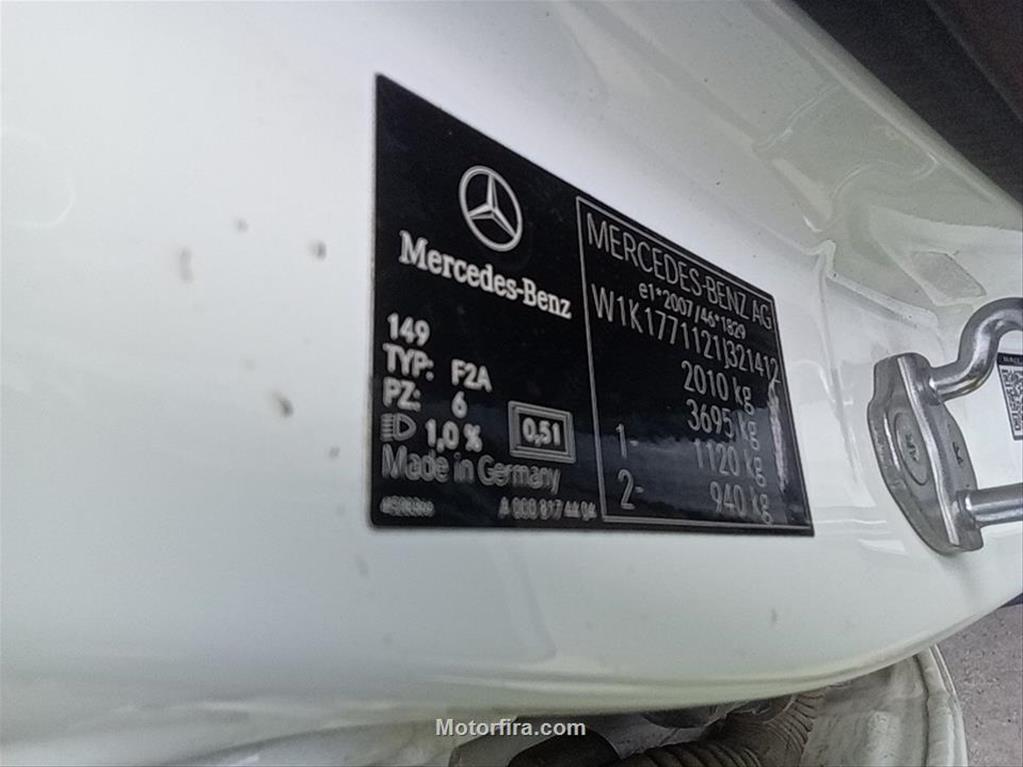 Mercedes-Benz
149
TYP: F2A
PZ: 6
1,0 % 0,51
Made in Germany
A 000 817 44 04
MERCEDES-BENZ AG
e1*2007/46*1829
W1K1771121J321412
2010 kg
3695 kg
1- 1120 kg
2- 940 kg
Motorfira.com